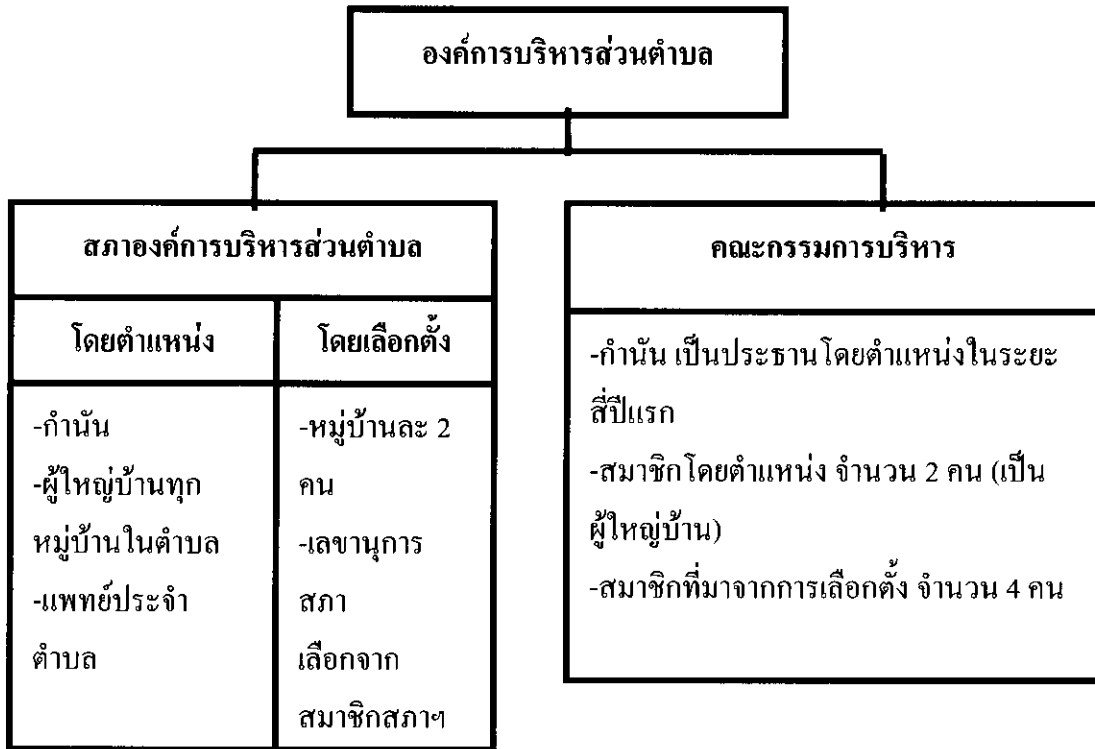 องค์การบริหารส่วนตำบล
สภาองค์การบริหารส่วนตำบล
โดยตำแหน่ง
โดยเลือกตั้ง
-กำนัน
-ผู้ใหญ่บ้านทุก
หมู่บ้านในตำบล
-แพทย์ประจำ
ตำบล
-หมู่บ้านละ 2
คน
-เลขานุการ
สภา
เลือกจาก
สมาชิกสภาฯ
คณะกรรมการบริหาร
-กำนัน เป็นประธานโดยตำแหน่งในระยะ
สี่ปีแรก
-สมาชิกโดยตำแหน่ง จำนวน 2 คน (เป็น
ผู้ใหญ่บ้าน)
-สมาชิกที่มาจากการเลือกตั้ง จำนวน 4 คน